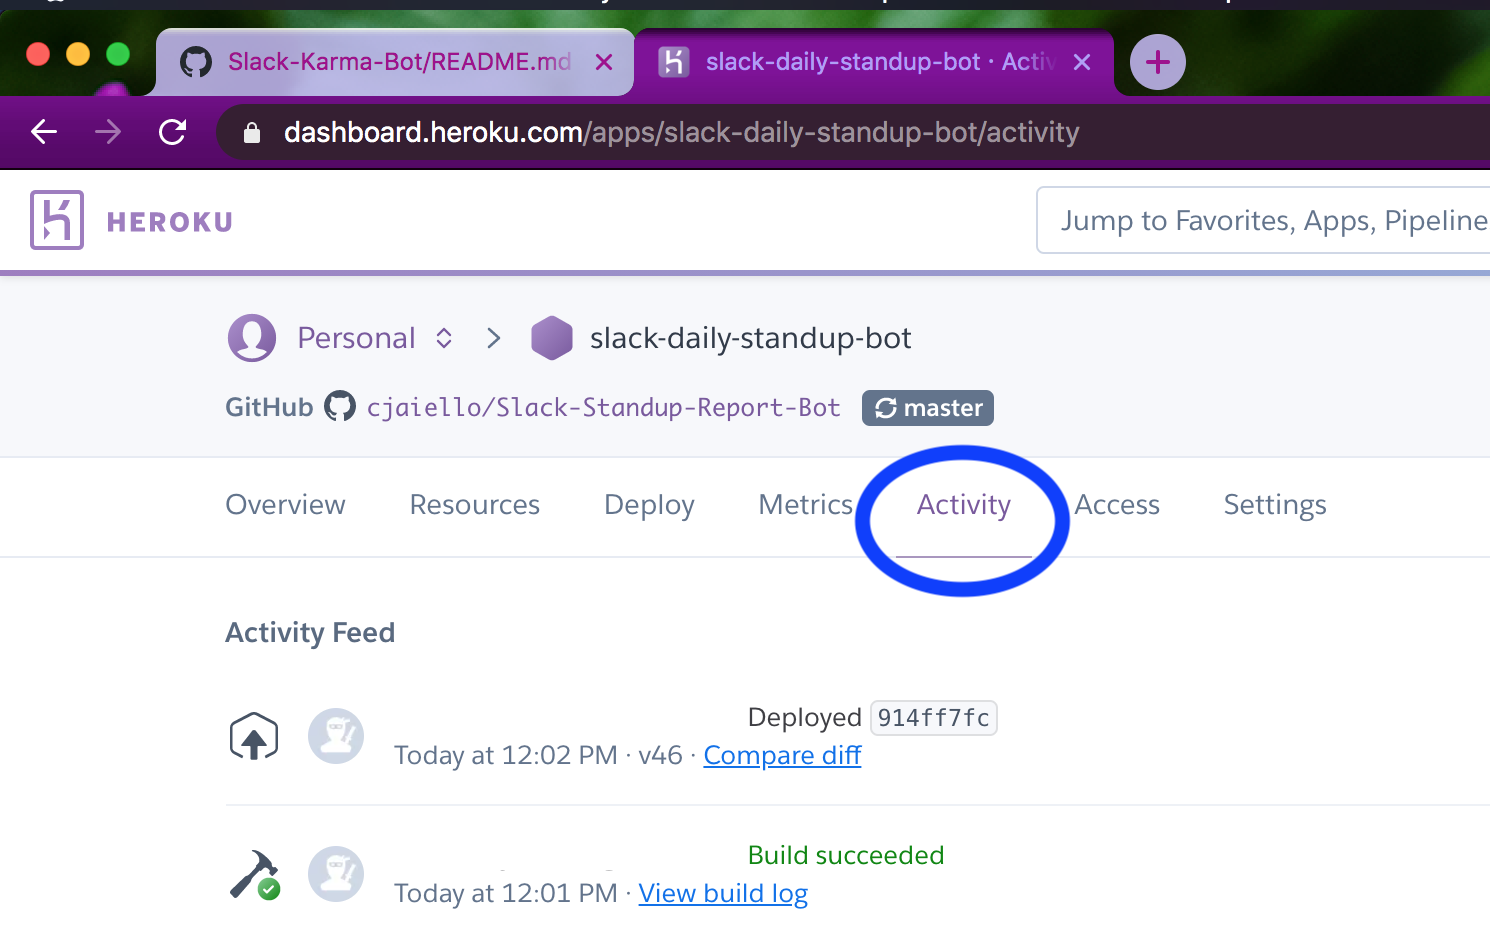 Slack-Karma-Bot/README.md
slack-daily-standup-bot · Activ
dashboard.heroku.com/apps/slack-daily-standup-bot/activity
HEROKU
Jump to Favorites, Apps, Pipeline
Personal
slack-daily-standup-bot
GitHub cjaiello/Slack-Standup-Report-Bot master
Overview Resources Deploy Metrics Activity Access Settings
Activity Feed
Deployed 914ff7fc
Today at 12:02 PM · v46 · Compare diff
Build succeeded
Today at 12:01 PM · View build log